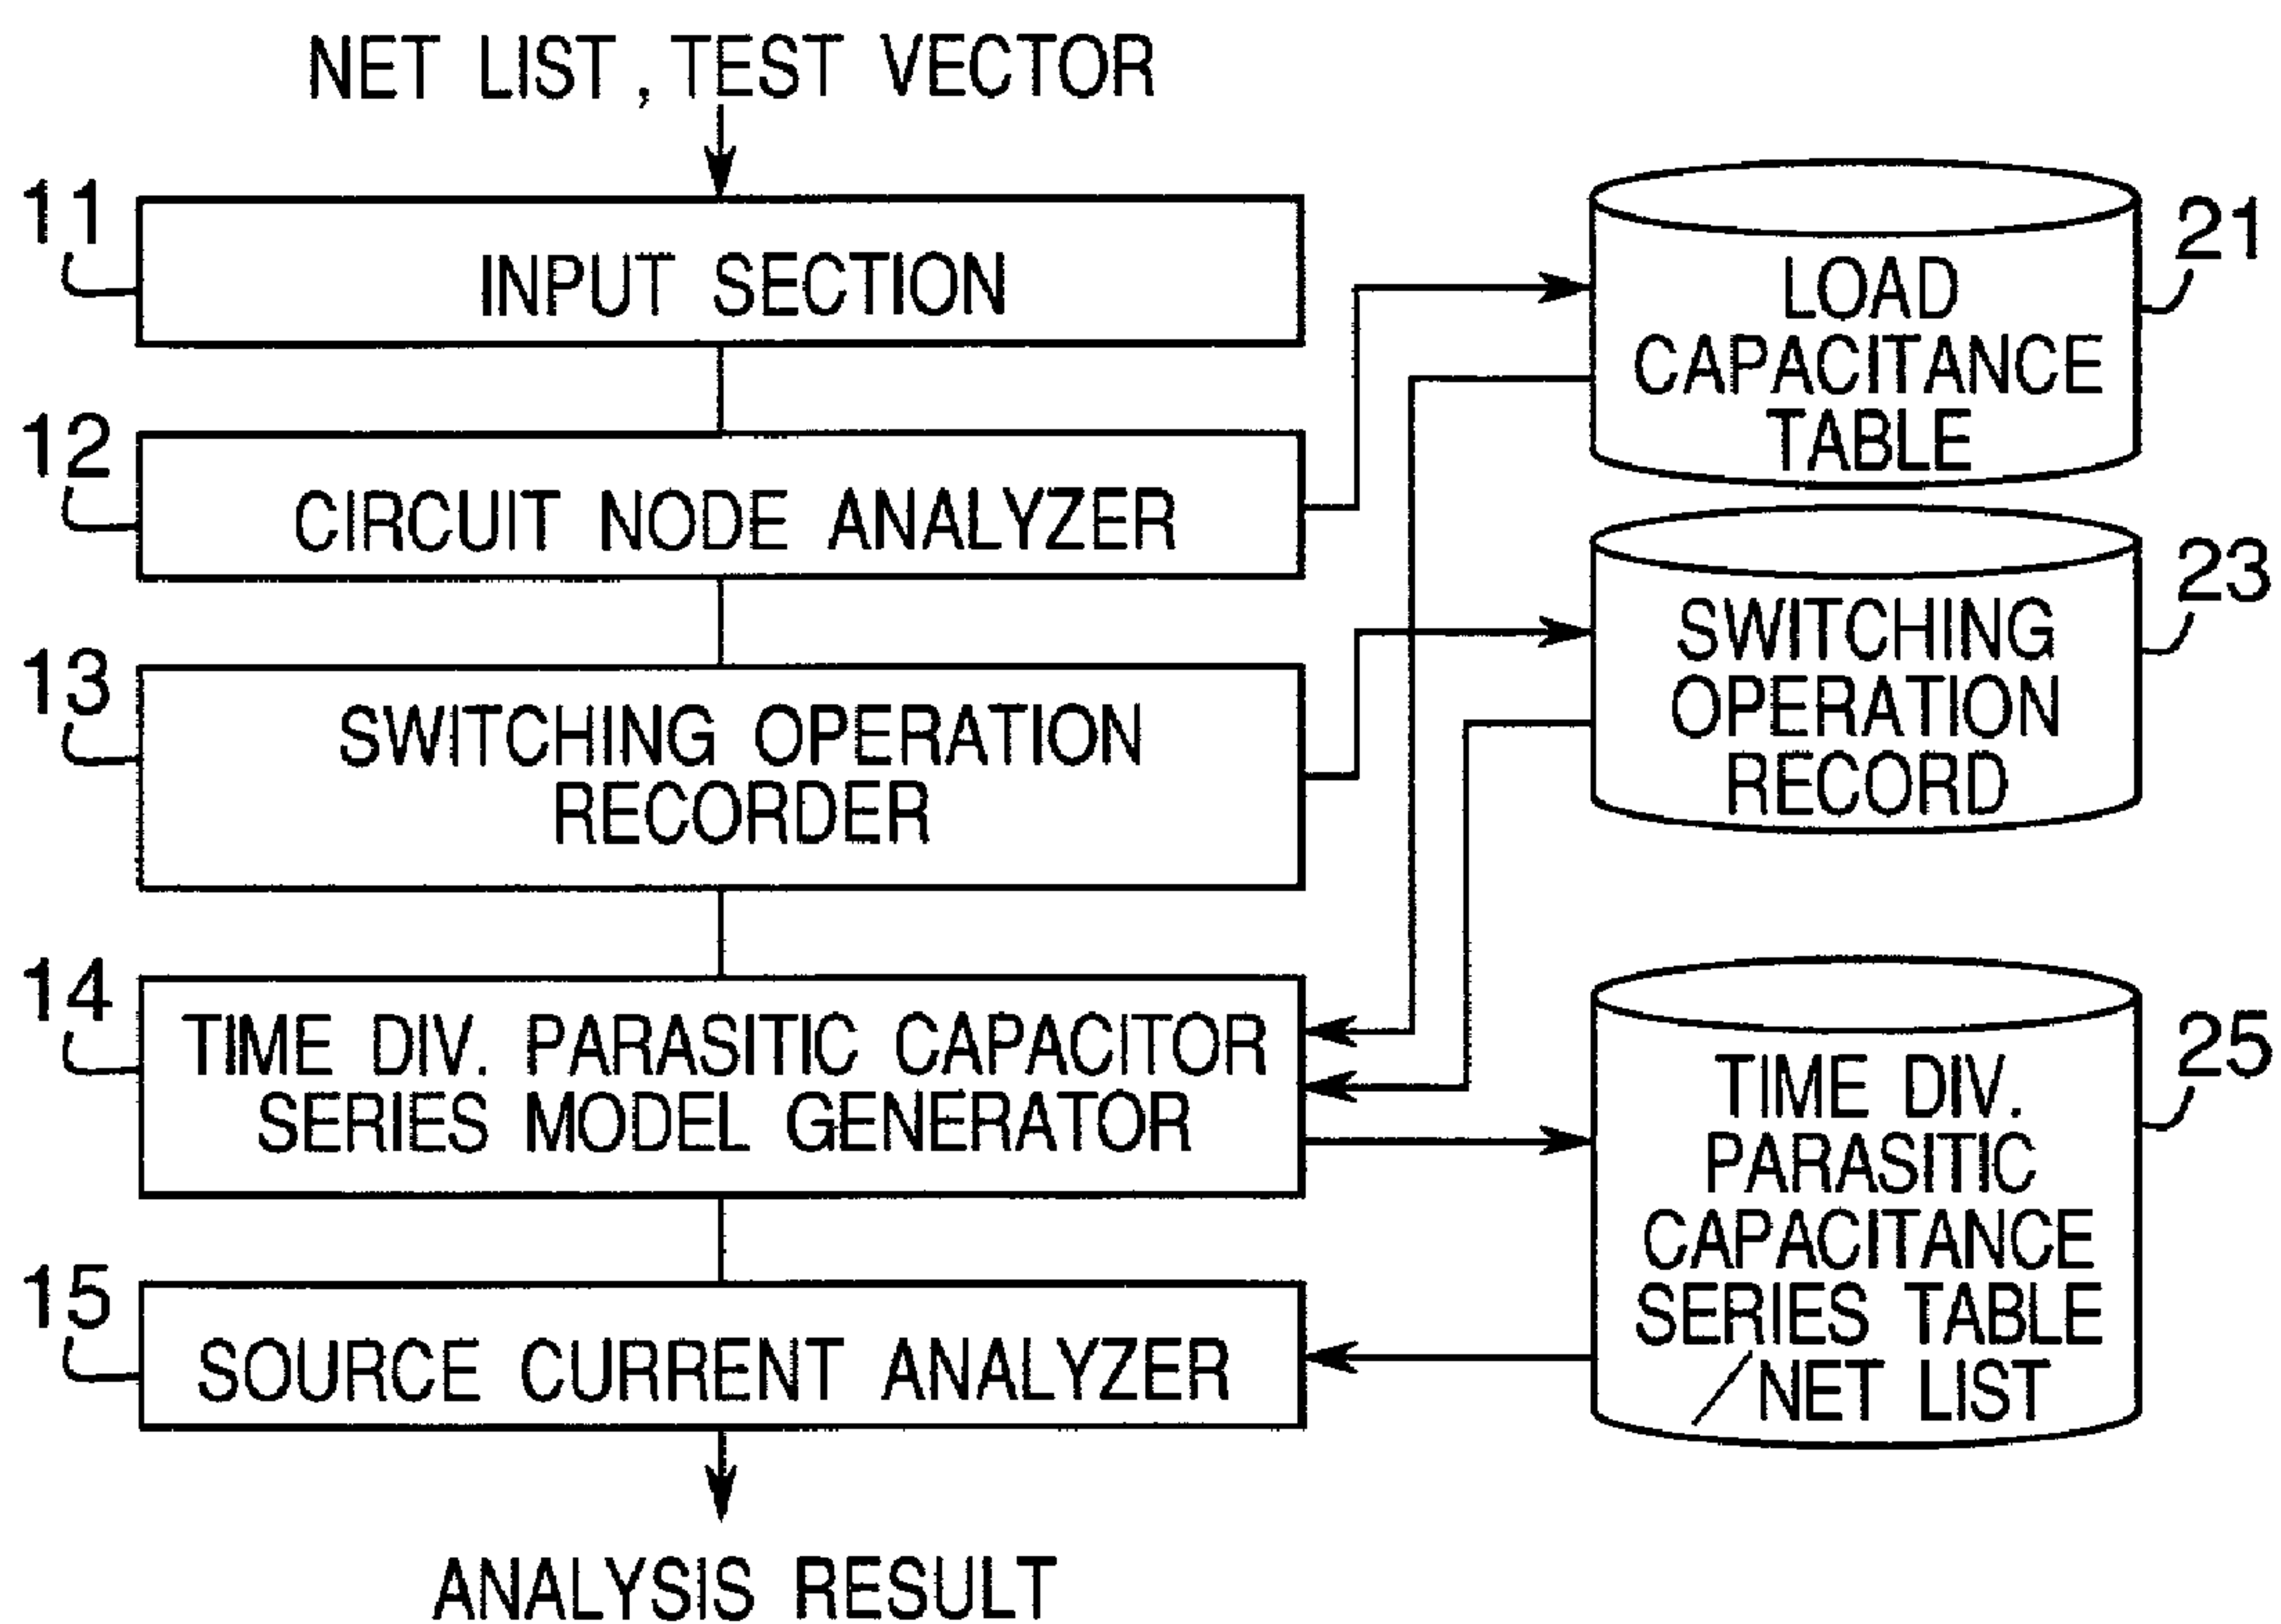 NET LIST, TEST VECTOR
11
INPUT SECTION
12
CIRCUIT NODE ANALYZER
13
SWITCHING OPERATION
RECORDER
14
TIME DIV. PARASITIC CAPACITOR
SERIES MODEL GENERATOR
15
SOURCE CURRENT ANALYZER
ANALYSIS RESULT
21
LOAD
CAPACITANCE
TABLE
23
SWITCHING
OPERATION
RECORD
25
TIME DIV.
PARASITIC
CAPACITANCE
SERIES TABLE
/NET LIST